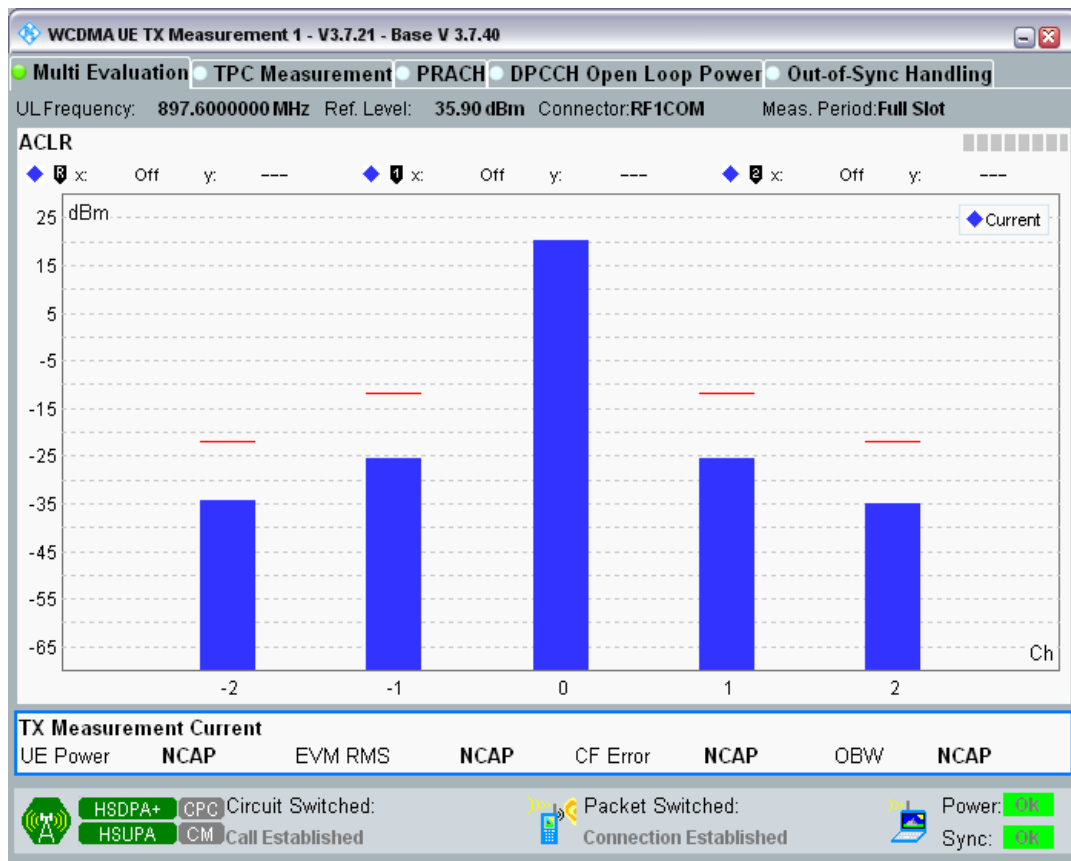 WCDMA UE TX Measurement 1 - V3.7.21 - Base V 3.7.40
Multi Evaluation TPC Measurement PRACH DPCCH Open Loop Power Out-of-Sync Handling
UL Frequency: 897.6000000 MHz Ref. Level: 35.90 dBm Connector:RF1COM Meas. Period:Full Slot
ACLR
R x: Off y: --- 1 x: Off y: --- 2 x: Off y: ---
dBm
Current
25
15
5
-5
-15
-25
-35
-45
-55
-65
Ch
-2 -1 0 1 2
TX Measurement Current
UE Power NCAP EVM RMS NCAP CF Error NCAP OBW NCAP
HSDPA+ CPC Circuit Switched: Packet Switched: Power: OK
HSUPA CM Call Established Connection Established Sync: OK